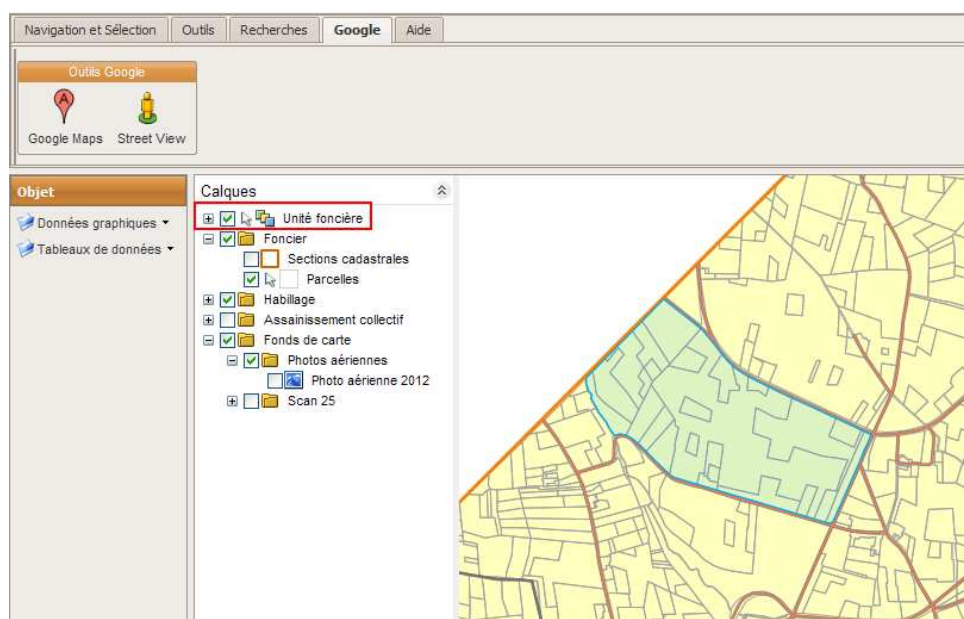 Navigation et Sélection Outils Recherches Google Aide
Outils Google
Google Maps Street View
Objet
Données graphiques
Tableaux de données
Calques
Unité foncière
Foncier
Sections cadastrales
Parcelles
Habillage
Assainissement collectif
Fonds de carte
Photos aériennes
Photo aérienne 2012
Scan 25